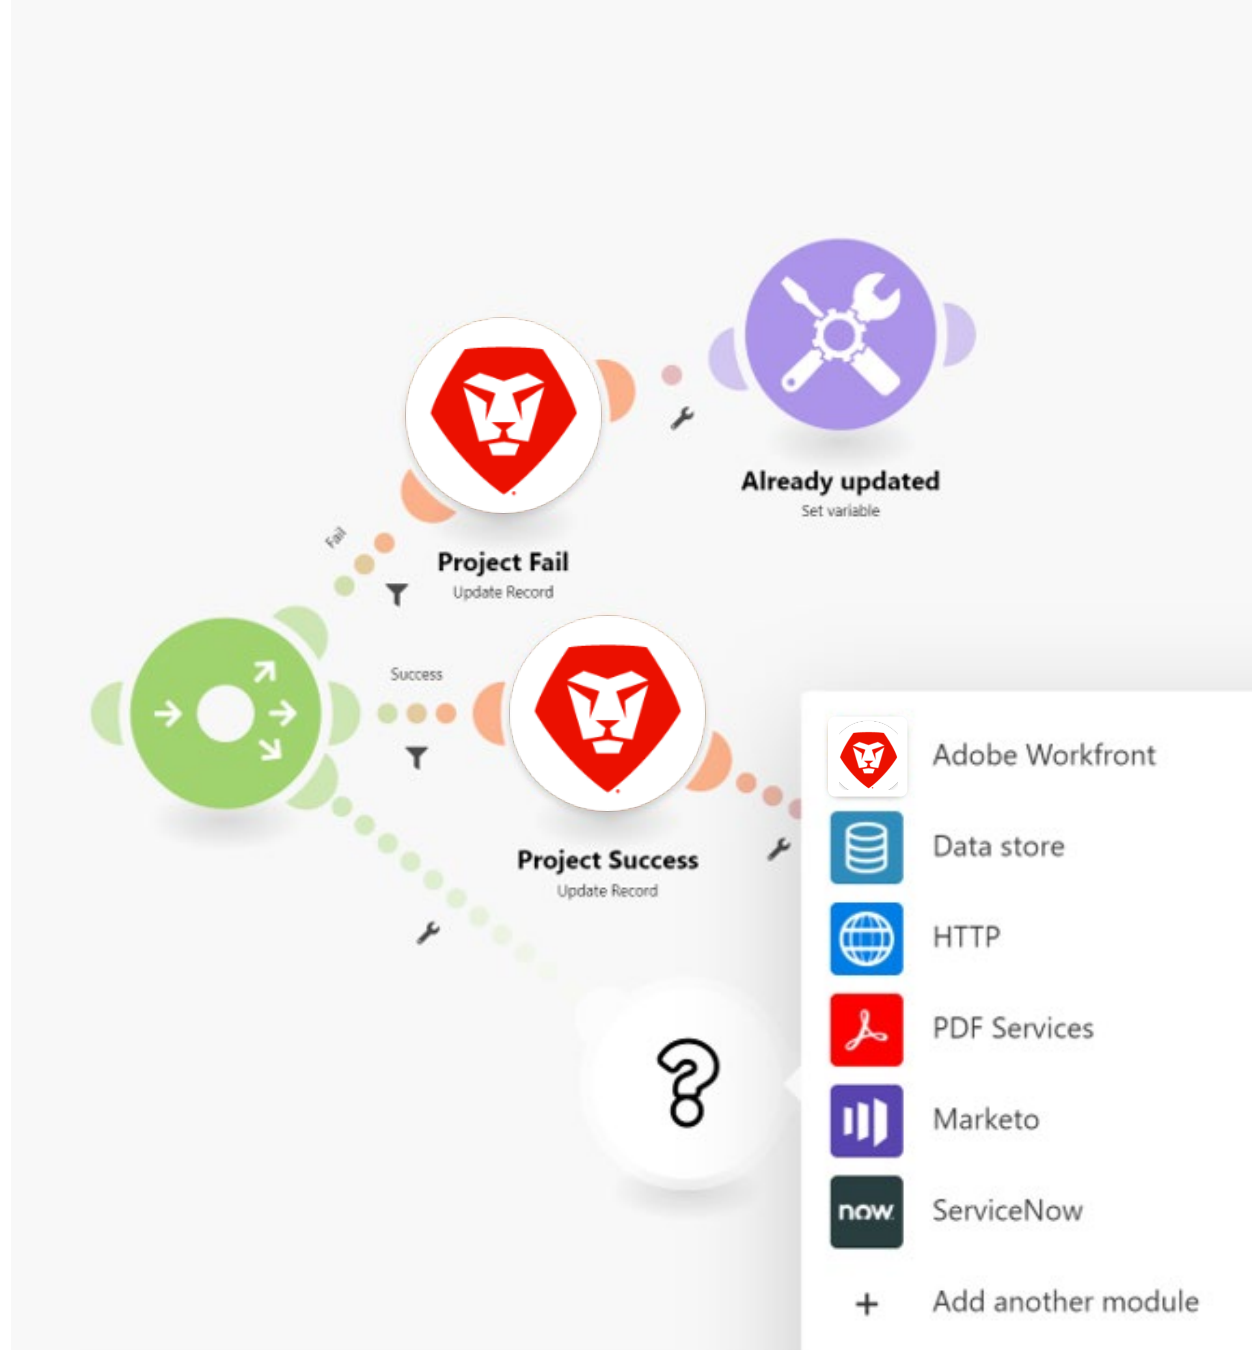 Already updated
Set variable
Fail
Project Fail
Update Record
Success
Project Success
Update Record
Adobe Workfront
Data store
HTTP
PDF Services
Marketo
now.
ServiceNow
+ Add another module
?